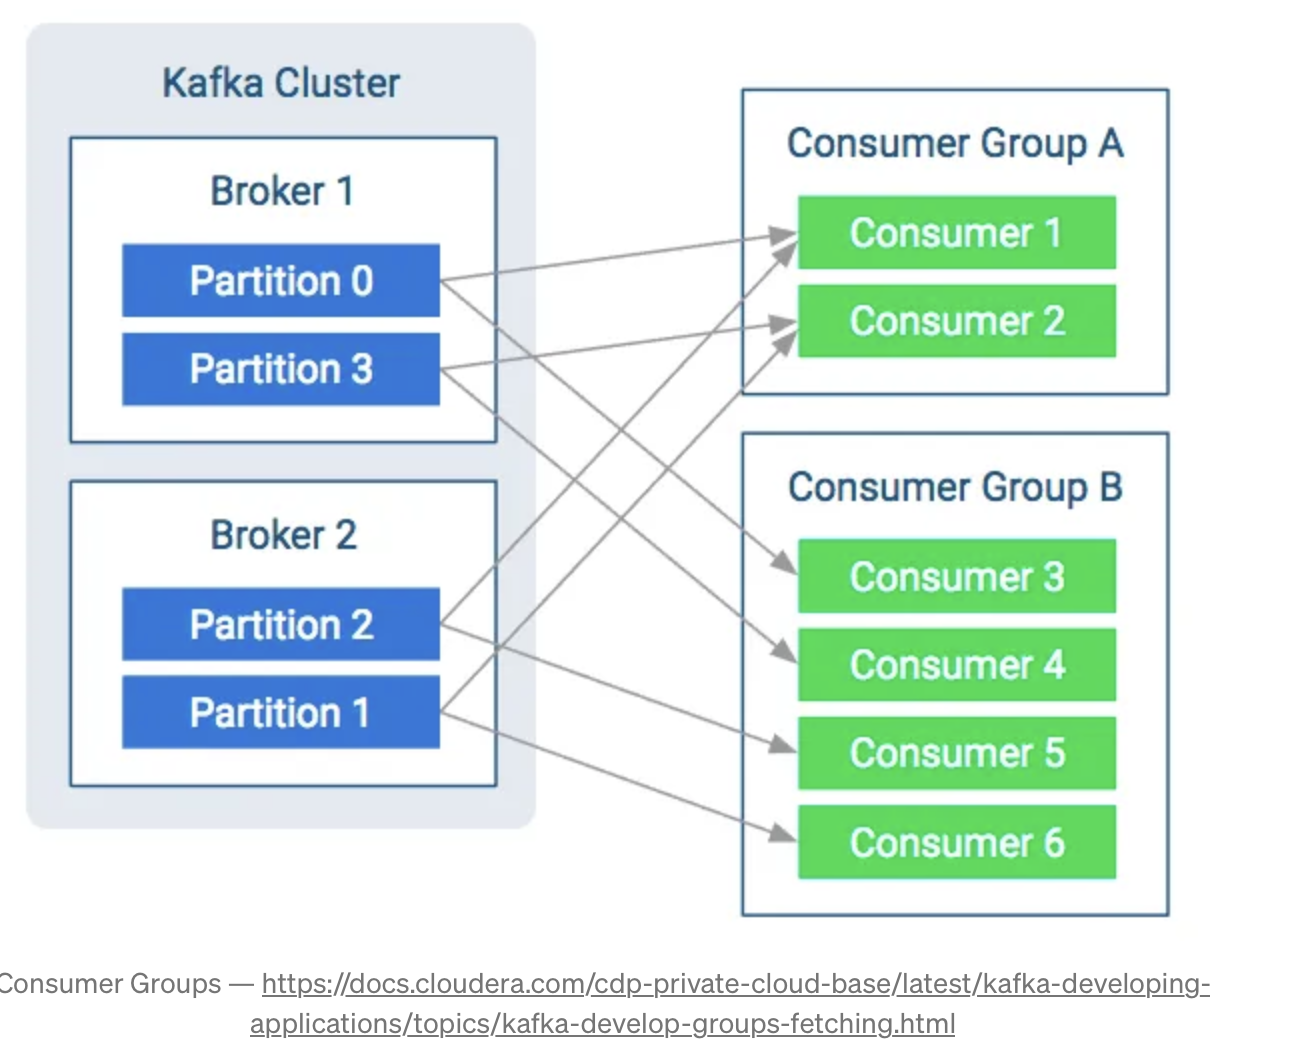 Kafka Cluster
Broker 1
Partition 0
Partition 3
Broker 2
Partition 2
Partition 1
Consumer Group A
Consumer 1
Consumer 2
Consumer Group B
Consumer 3
Consumer 4
Consumer 5
Consumer 6
Consumer Groups — https://docs.cloudera.com/cdp-private-cloud-base/latest/kafka-developing-
applications/topics/kafka-develop-groups-fetching.html